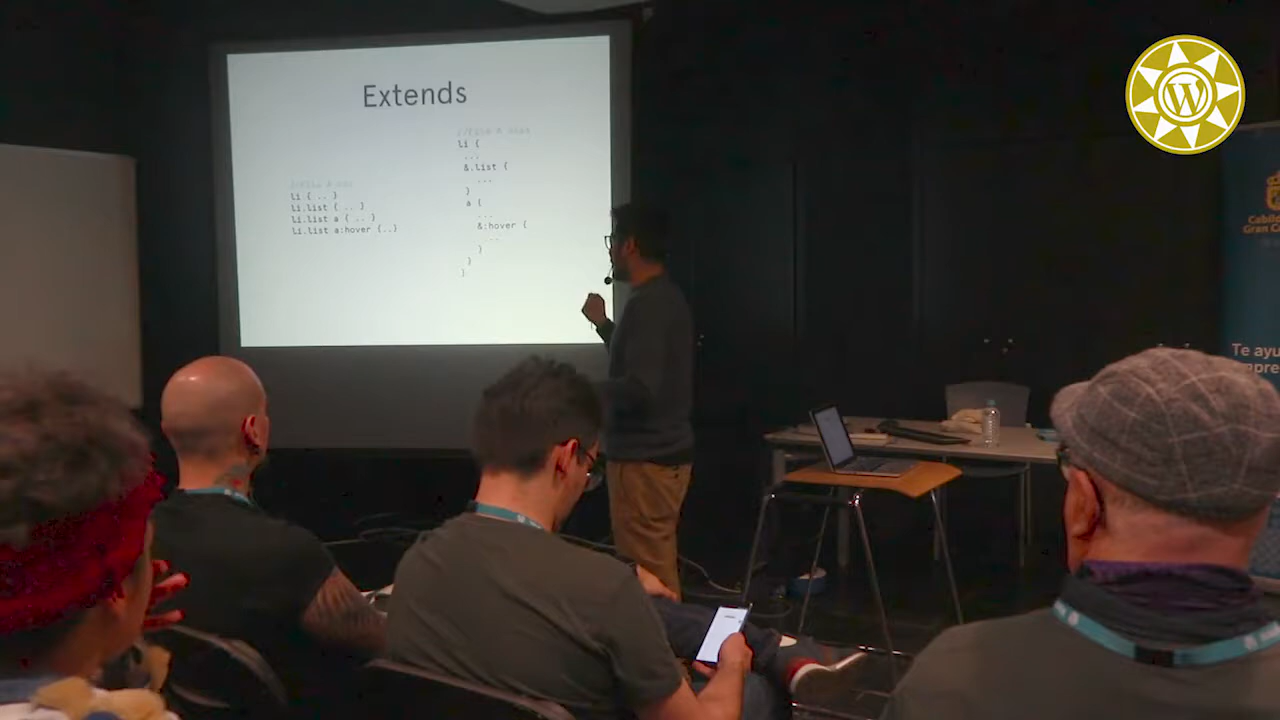 Extends
li { .. }
li.list { .. }
li.list a { .. }
li.list a:hover {..}
li {
...
&.List {
...
}
a {
...
&:hover {
...
}
}
}
W
Te ayu